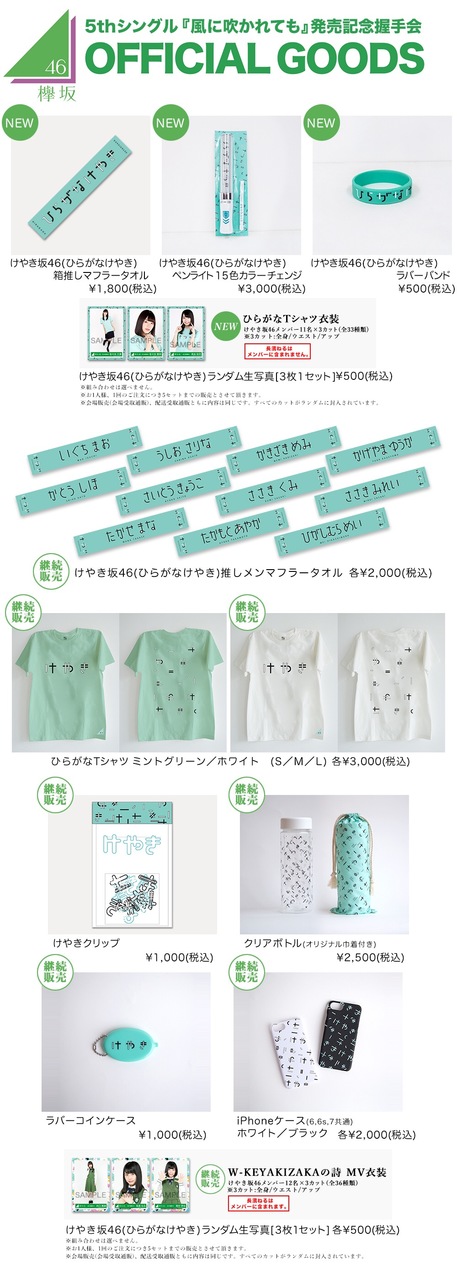 46
欅坂
5thシングル『風に吹かれても』発売記念握手会
OFFICIAL GOODS
NEW
NEW
NEW
ひらがなけやき
けやき坂46(ひらがなけやき)
箱推しマフラータオル
¥1,800(税込)
けやき坂46(ひらがなけやき)
ペンライト15色カラーチェンジ
¥3,000(税込)
ひらがなけ
けやき坂46(ひらがなけやき)
ラバーバンド
¥500(税込)
SAMPLE
SAMPLE
SAMPLE
NEW
ひらがなTシャツ衣装
けやき坂46メンバー11名×3カット(全33種類)
※3カット:全身/ウエスト/アップ
長濱ねるは
メンバーに含まれません。
けやき坂46(ひらがなけやき)ランダム生写真[3枚1セット]¥500(税込)
※組み合わせは選べません。
※お1人様、1回のご注文につき5セットまでの販売とさせて頂きます。
※会場販売(会場受取通販)、配送受取通販ともに内容は同じです。すべてのカットがランダムに封入されています。
いぐちまお
うしおさりな
かきざきめみ
かげやまゆうか
かとうしほ
さいとうきょうこ
ささきくみ
ささきみれい
たかせまな
たかもとあやか
ひがしむらめい
継続
販売
けやき坂46(ひらがなけやき)推しメンマフラータオル 各¥2,000(税込)
継続
販売
継続
販売
けやき
けやき
ひらがなTシャツ ミントグリーン／ホワイト (S／M／L) 各¥3,000(税込)
継続
販売
けやき
けやきクリップ
¥1,000(税込)
継続
販売
クリアボトル(オリジナル巾着付き)
¥2,500(税込)
継続
販売
けやき
ラバーコインケース
¥1,000(税込)
継続
販売
iPhoneケース(6.6s,7共通)
ホワイト／ブラック 各¥2,000(税込)
SAMPLE
SAMPLE
SAMPLE
継続
販売
W-KEYAKIZAKAの詩 MV衣装
けやき坂46メンバー12名×3カット(全36種類)
※3カット:全身/ウエスト/アップ
長濱ねるは
メンバーに含まれます。
けやき坂46(ひらがなけやき)ランダム生写真[3枚1セット] 各¥500(税込)
※組み合わせは選べません。
※お1人様、1回のご注文につき5セットまでの販売とさせて頂きます。
※会場販売(会場受取通販)、配送受取通販ともに内容は同じです。すべてのカットがランダムに封入されています。